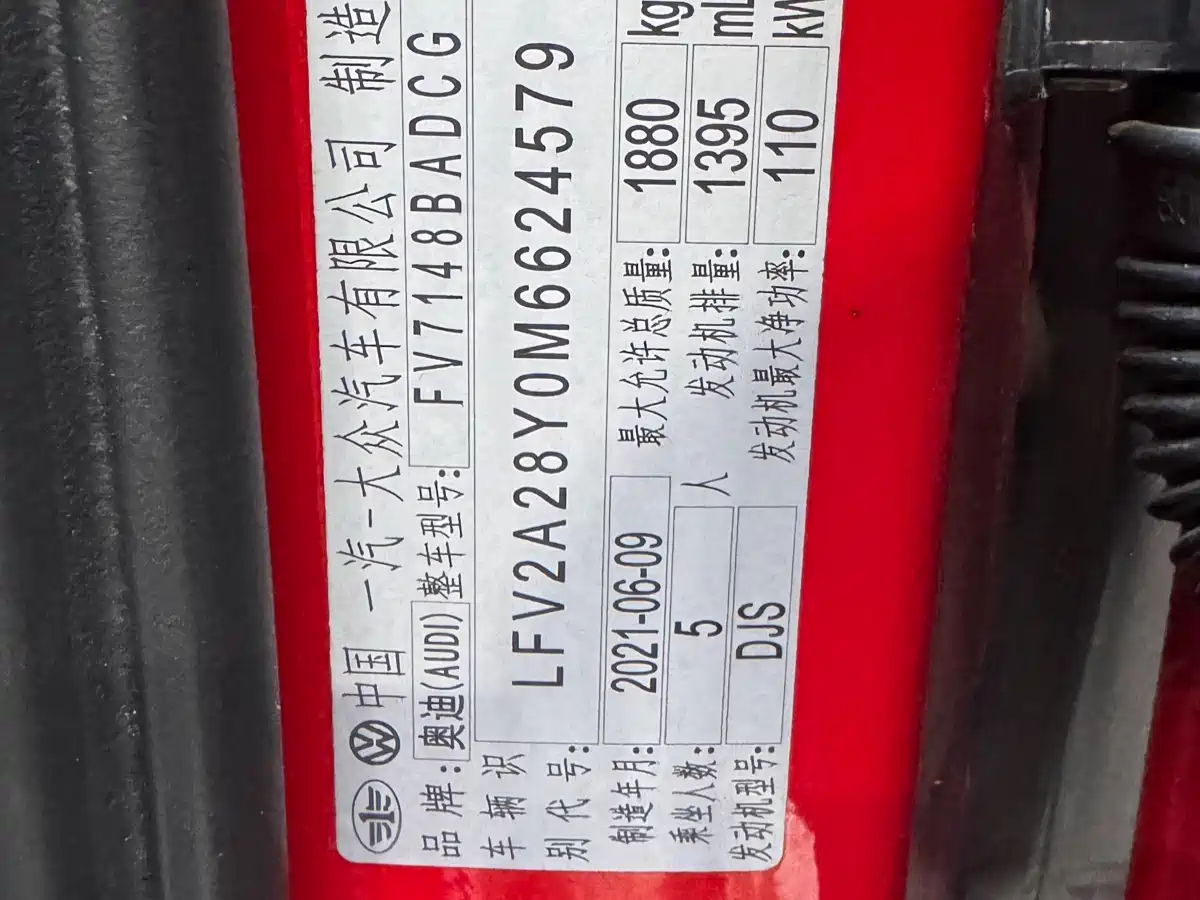 中国 一汽-大众汽车有限公司 制造
品牌: 奥迪(AUDI) 整车型号: FV7148BADCG
车辆识别代号: LFV2A28Y0M6624579
制造年月: 2021-06-09 最大允许总质量: 1880 kg
乘坐人数: 5 人 发动机排量: 1395 mL
发动机型号: DJS 发动机最大净功率: 110 kW